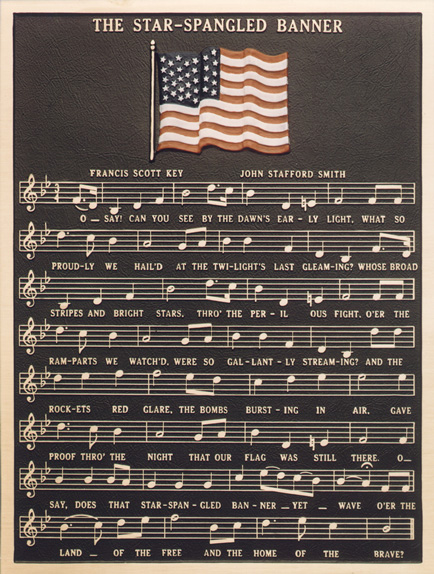 THE STAR-SPANGLED BANNER
FRANCIS SCOTT KEY JOHN STAFFORD SMITH
O — SAY! CAN YOU SEE BY THE DAWN'S EAR - LY LIGHT, WHAT SO
PROUD-LY WE HAIL'D AT THE TWI-LIGHT'S LAST GLEAM-ING? WHOSE BROAD
STRIPES AND BRIGHT STARS, THRO' THE PER - IL OUS FIGHT, O'ER THE
RAM-PARTS WE WATCH'D, WERE SO GAL-LANT-LY STREAM-ING? AND THE
ROCK-ETS RED GLARE, THE BOMBS BURST-ING IN AIR, GAVE
PROOF THRO' THE NIGHT THAT OUR FLAG WAS STILL THERE. O—
SAY, DOES THAT STAR-SPAN-GLED BAN-NER — YET — WAVE O'ER THE
LAND — OF THE FREE AND THE HOME OF THE BRAVE?